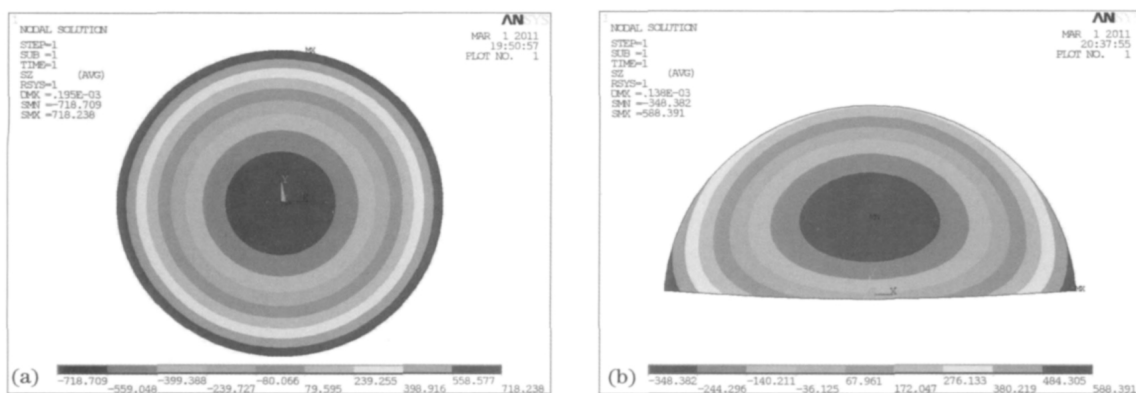 1
NODAL SOLUTION
STEP=1
SUB =1
TIME=1
SZ (AVG)
RSYS=1
DMX =.195E-03
SMN =-718.709
SMX =718.238
ANSYS
MAR 1 2011
19:50:57
PLOT NO. 1
MX
(a)
-718.709 -399.388 -80.066 239.255 558.577
-559.048 -239.727 79.595 398.916 718.238
1
NODAL SOLUTION
STEP=1
SUB =1
TIME=1
SZ (AVG)
RSYS=1
DMX =.138E-03
SMN =-348.382
SMX =588.391
ANSYS
MAR 1 2011
20:37:55
PLOT NO. 1
MN
X
MX
(b)
-348.382 -140.211 67.961 276.133 484.305
-244.296 -36.125 172.047 380.219 588.391